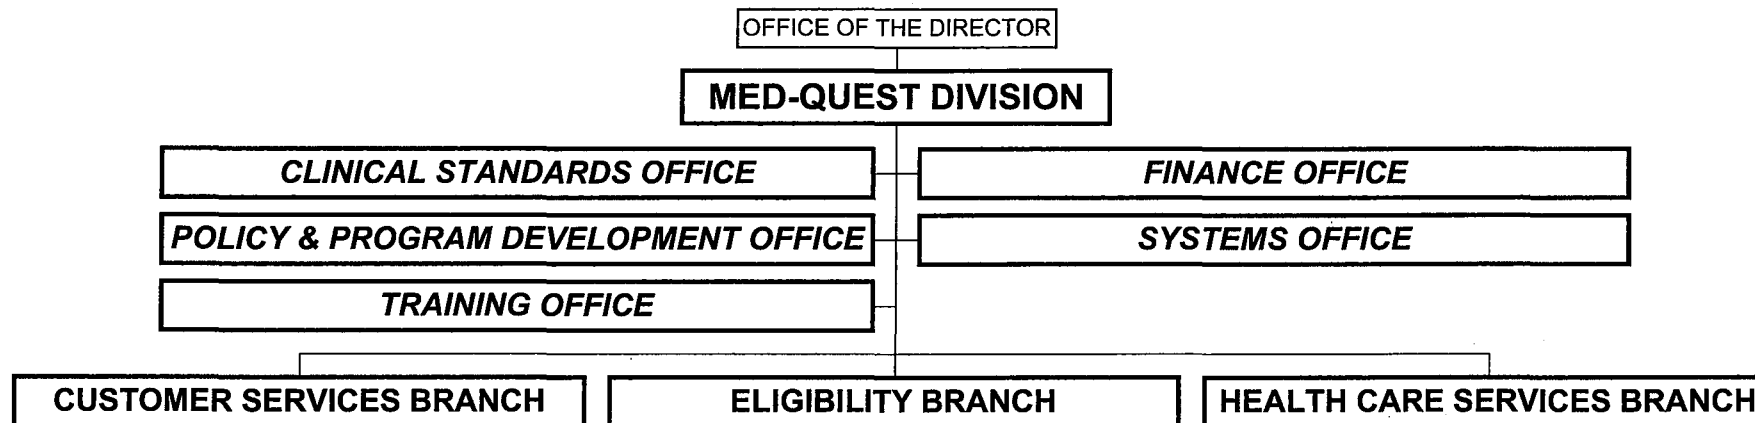 OFFICE OF THE DIRECTOR
MED-QUEST DIVISION
CLINICAL STANDARDS OFFICE
FINANCE OFFICE
POLICY & PROGRAM DEVELOPMENT OFFICE
SYSTEMS OFFICE
TRAINING OFFICE
CUSTOMER SERVICES BRANCH
ELIGIBILITY BRANCH
HEALTH CARE SERVICES BRANCH